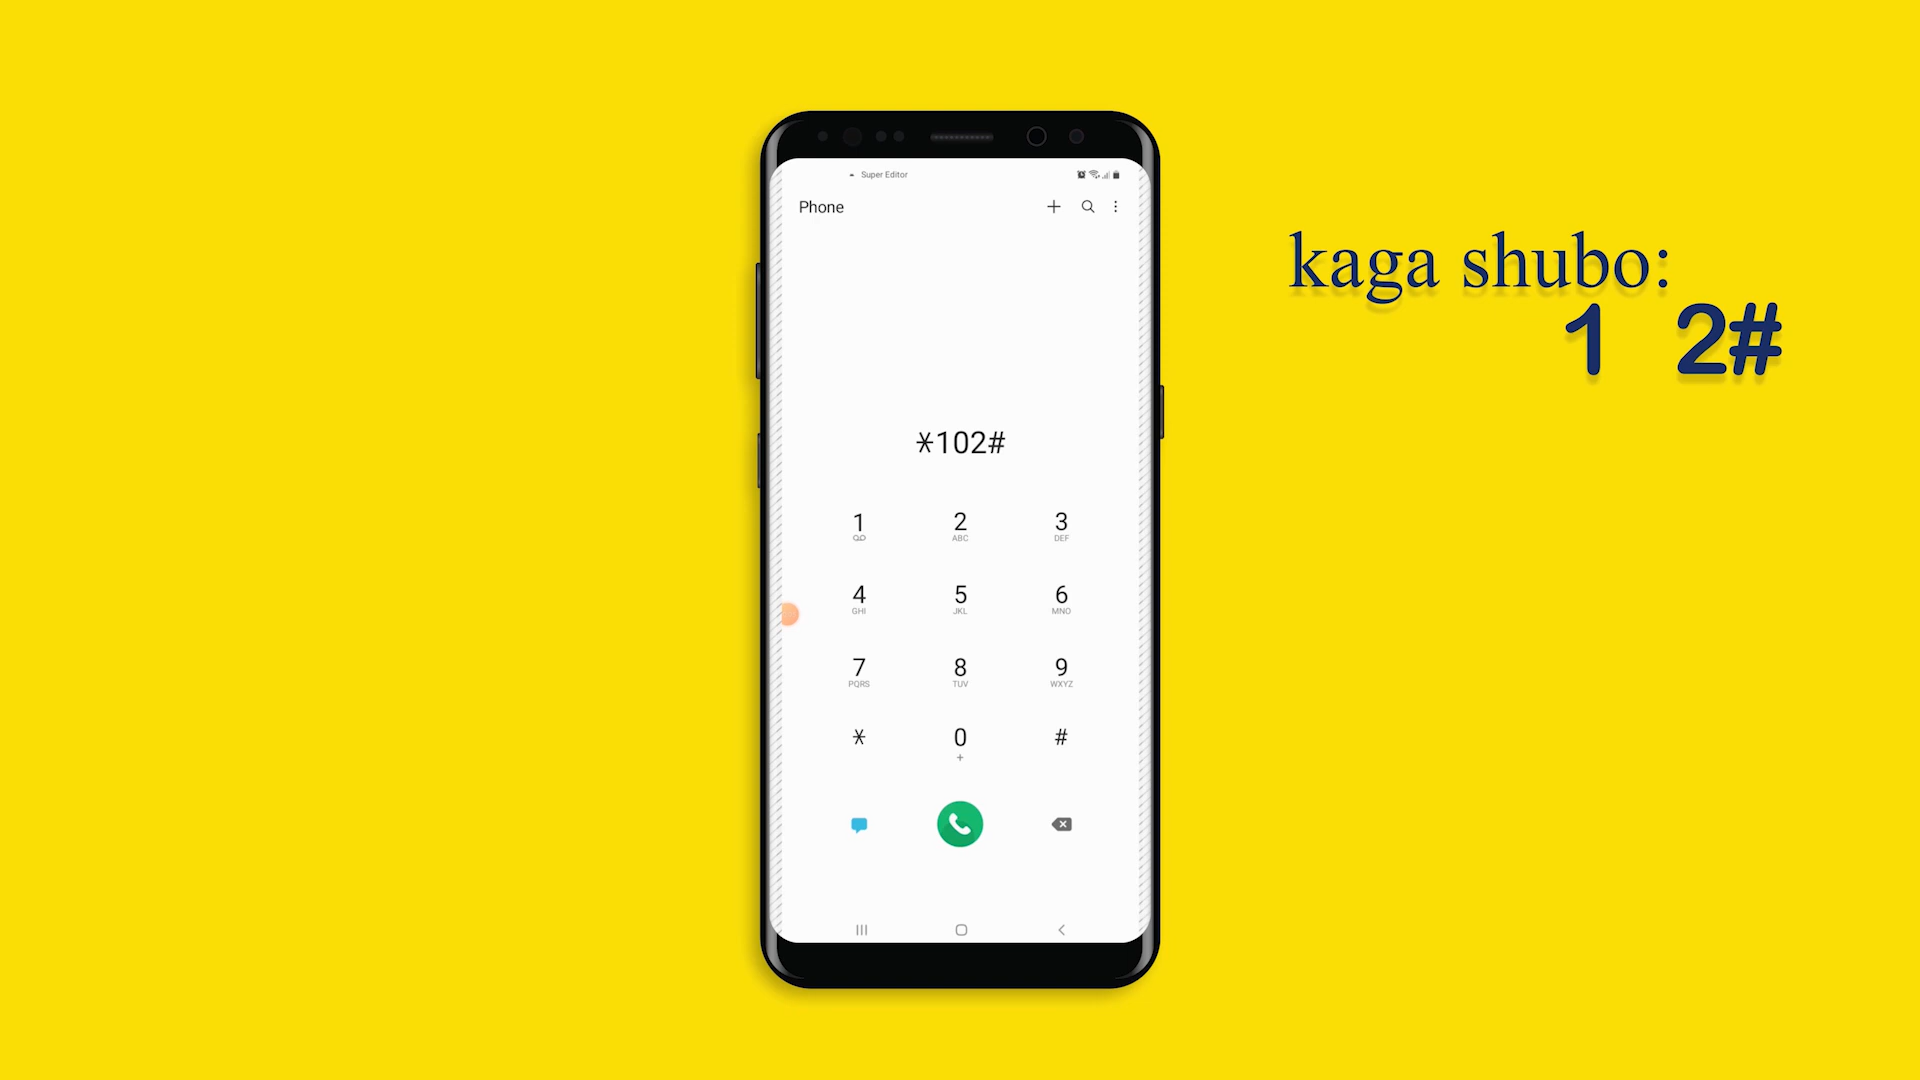 Super Editor
Phone
kaga shubo:
1 2#
*102#
1 2 3
ABC DEF
4 5 6
GHI JKL MNO
7 8 9
PQRS TUV WXYZ
* 0 #
+